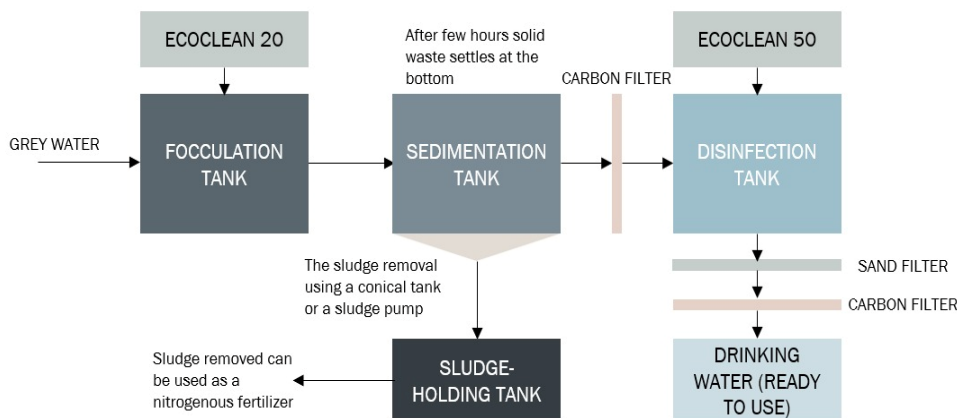 ECOCLEAN 20
After few hours solid
waste settles at the
bottom
ECOCLEAN 50
CARBON FILTER
GREY WATER
FOCCULATION
TANK
SEDIMENTATION
TANK
DISINFECTION
TANK
The sludge removal
using a conical tank
or a sludge pump
SAND FILTER
CARBON FILTER
Sludge removed can
be used as a
nitrogenous fertilizer
SLUDGE-
HOLDING TANK
DRINKING
WATER (READY
TO USE)